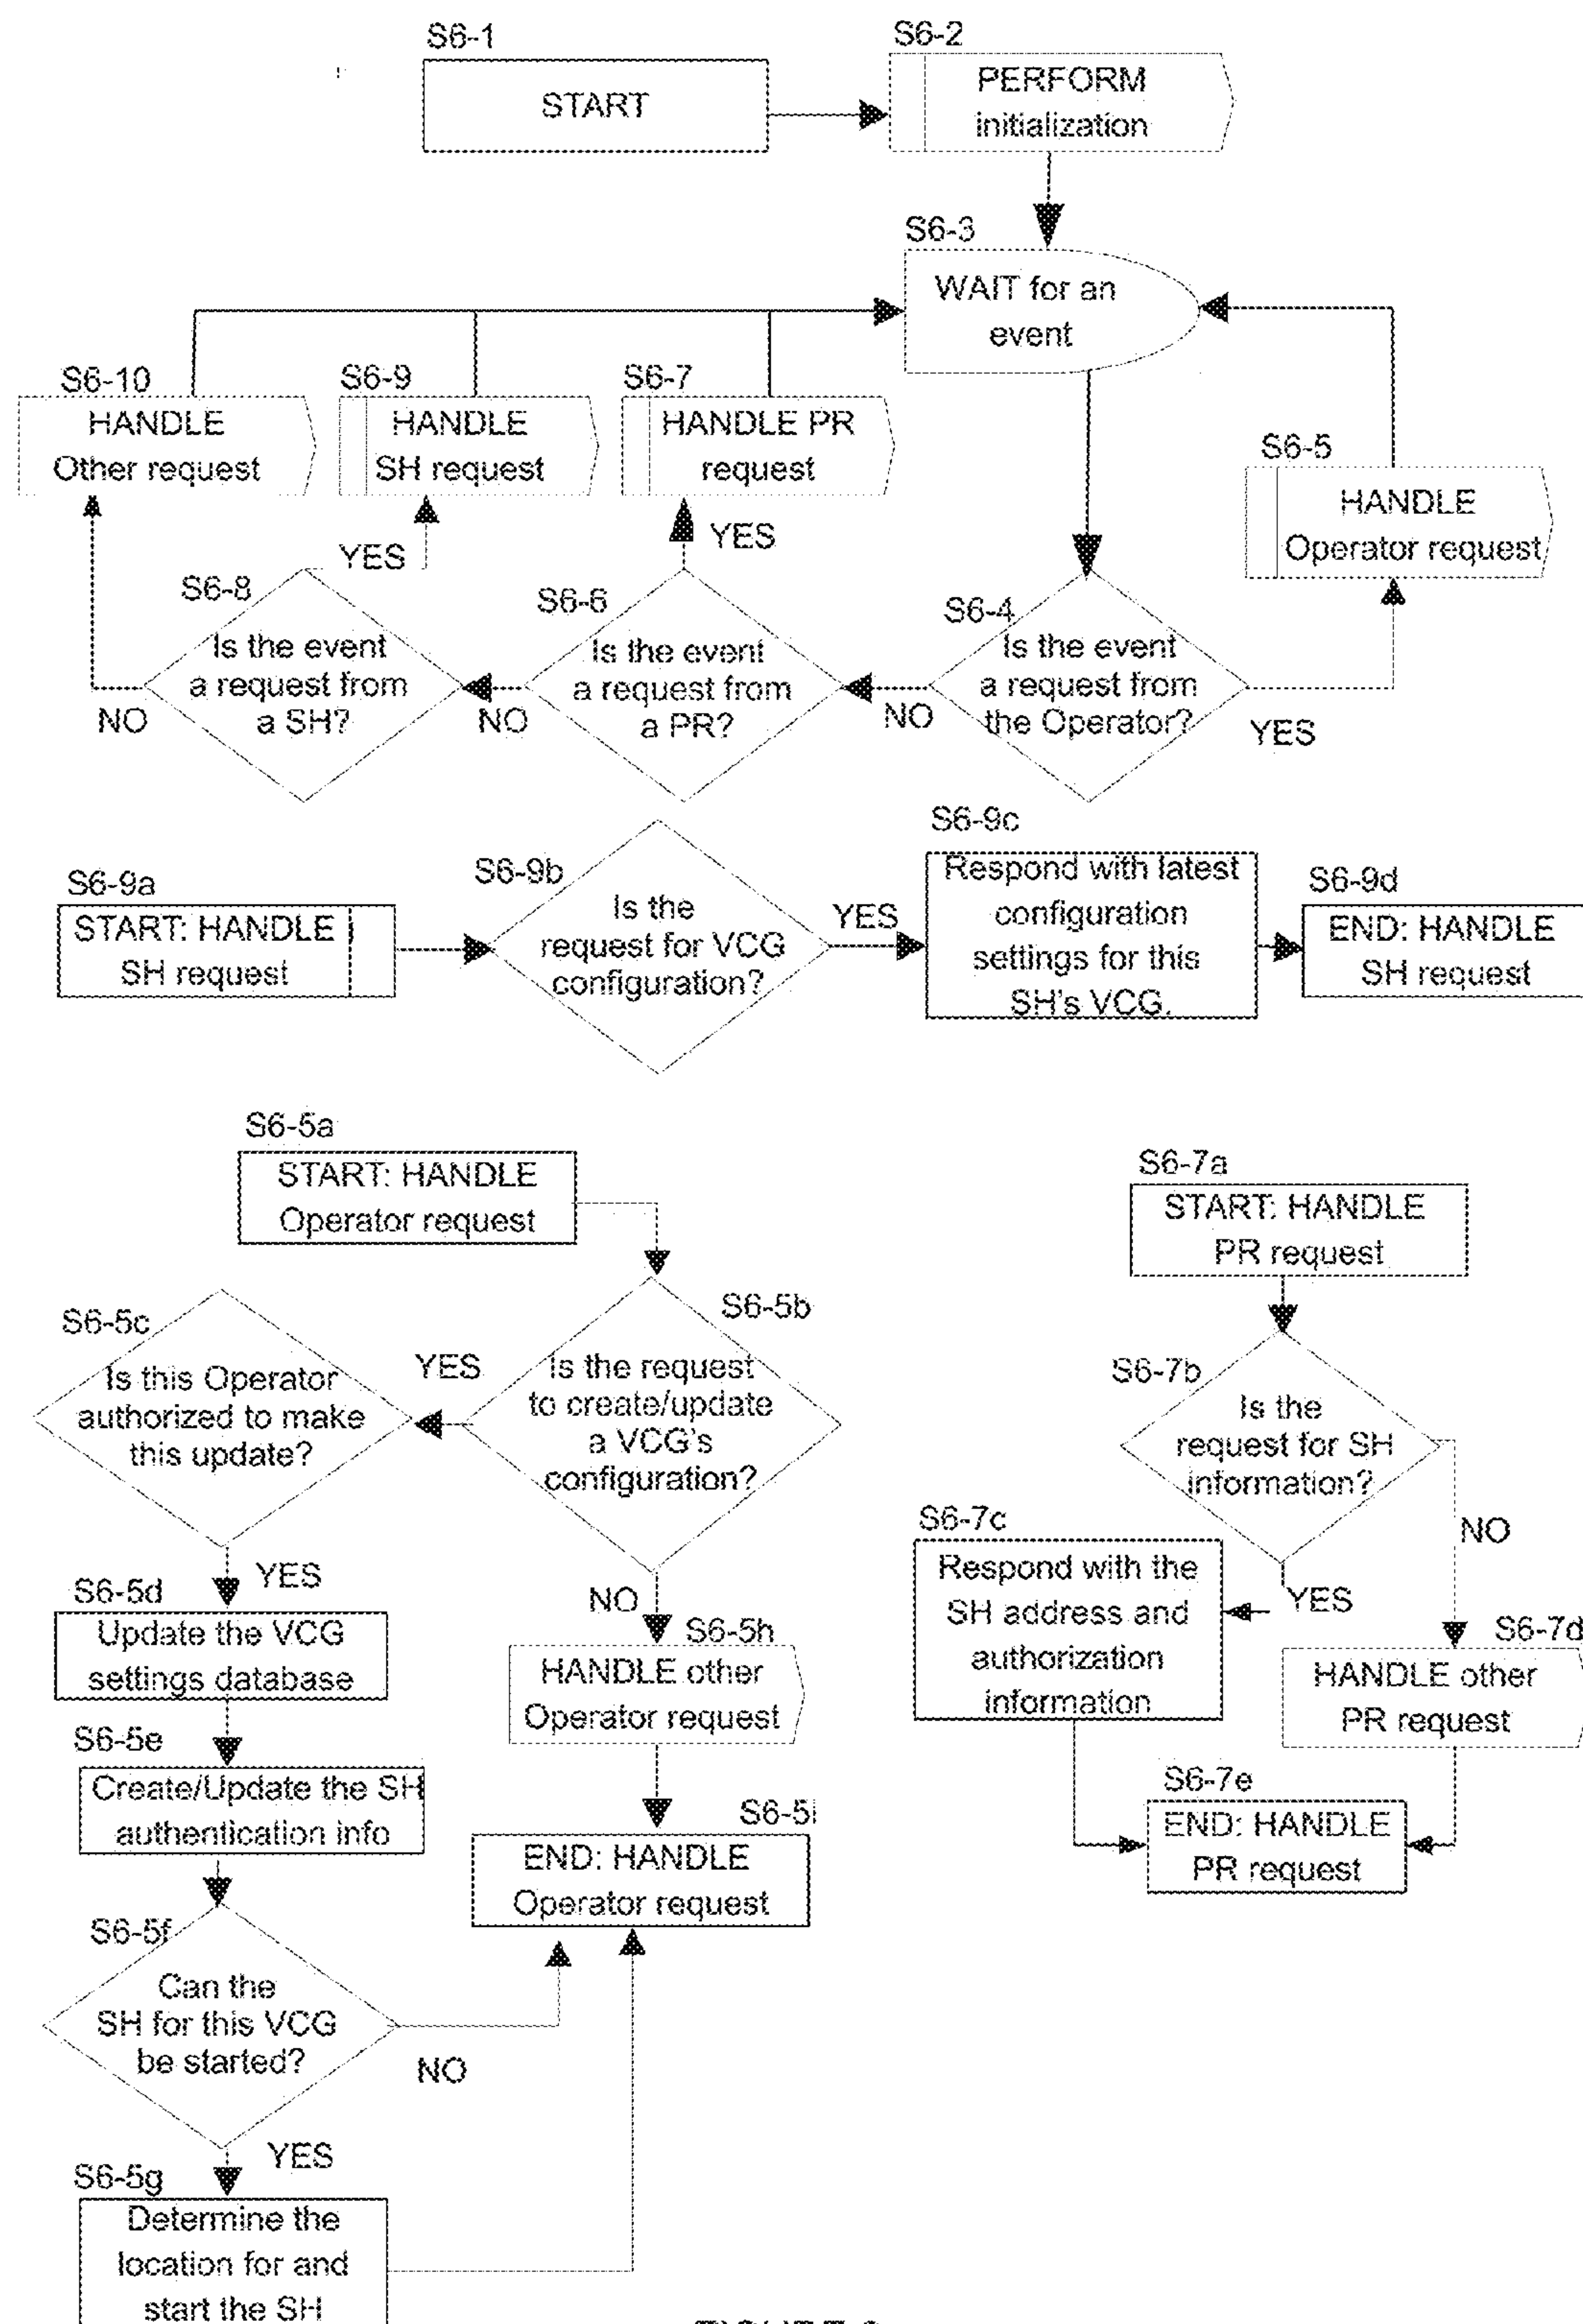 S6-1
START
S6-2
PERFORM
initialization
S6-3
WAIT for an
event
S6-10
HANDLE
Other request
S6-9
HANDLE
SH request
S6-7
HANDLE PR
request
S6-5
HANDLE
Operator request
YES
YES
S6-8
Is the event
a request from
a SH?
S6-6
Is the event
a request from
a PR?
S6-4
Is the event
a request from
the Operator?
NO
NO
NO
YES
S6-9a
START: HANDLE
SH request
S6-9b
Is the
request for VCG
configuration?
YES
S6-9c
Respond with latest
configuration
settings for this
SH's VCG.
S6-9d
END: HANDLE
SH request
S6-5a
START: HANDLE
Operator request
S6-5b
Is the request
to create/update
a VCG's
configuration?
YES
S6-5c
Is this Operator
authorized to make
this update?
YES
S6-5d
Update the VCG
settings database
S6-5e
Create/Update the SH
authentication info
S6-5f
Can the
SH for this VCG
be started?
NO
YES
S6-5g
Determine the
location for and
start the SH
NO
S6-5h
HANDLE other
Operator request
S6-5i
END: HANDLE
Operator request
S6-7a
START: HANDLE
PR request
S6-7b
Is the
request for SH
information?
NO
YES
S6-7c
Respond with the
SH address and
authorization
information
S6-7d
HANDLE other
PR request
S6-7e
END: HANDLE
PR request